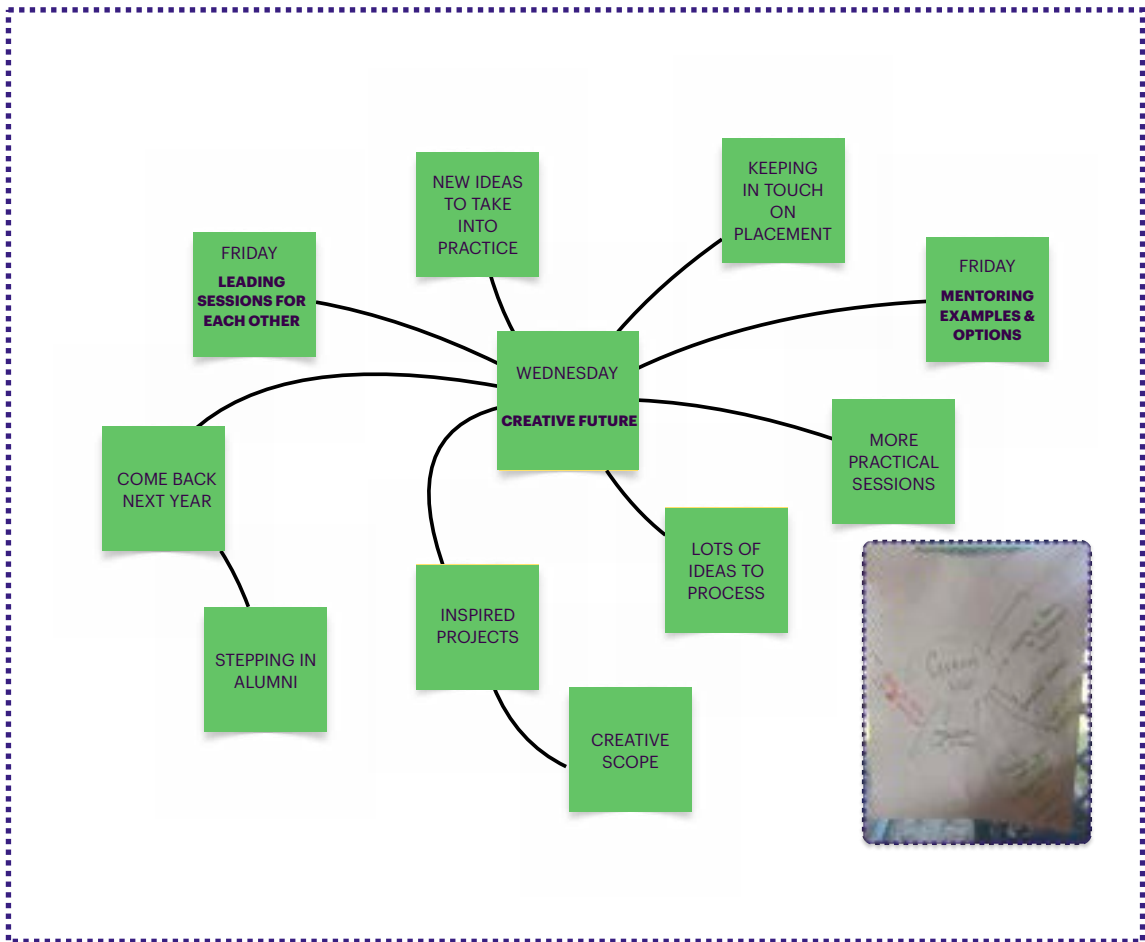 NEW IDEAS
TO TAKE
INTO
PRACTICE
KEEPING
IN TOUCH
ON
PLACEMENT
FRIDAY
LEADING
SESSIONS FOR
EACH OTHER
FRIDAY
MENTORING
EXAMPLES &
OPTIONS
WEDNESDAY
CREATIVE FUTURE
COME BACK
NEXT YEAR
MORE
PRACTICAL
SESSIONS
LOTS OF
IDEAS TO
PROCESS
INSPIRED
PROJECTS
STEPPING IN
ALUMNI
CREATIVE
SCOPE